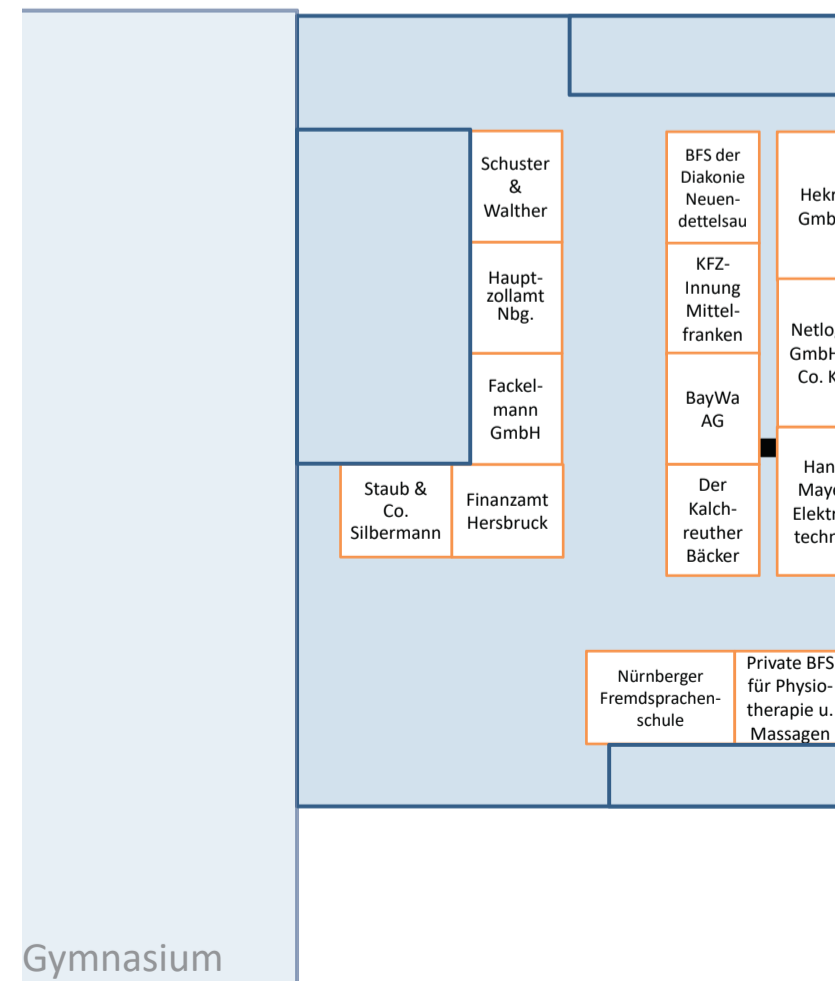 Schuster
&
Walther
Haupt-
zollamt
Nbg.
Fackel-
mann
GmbH
Staub &
Co.
Silbermann
Finanzamt
Hersbruck
BFS der
Diakonie
Neuen-
dettelsau
KFZ-
Innung
Mittel-
franken
BayWa
AG
Der
Kalch-
reuther
Bäcker
Co.
Nürnberger
Fremdsprachen-
schule
Private BFS
für Physio-
therapie u.
Massagen
Gymnasium